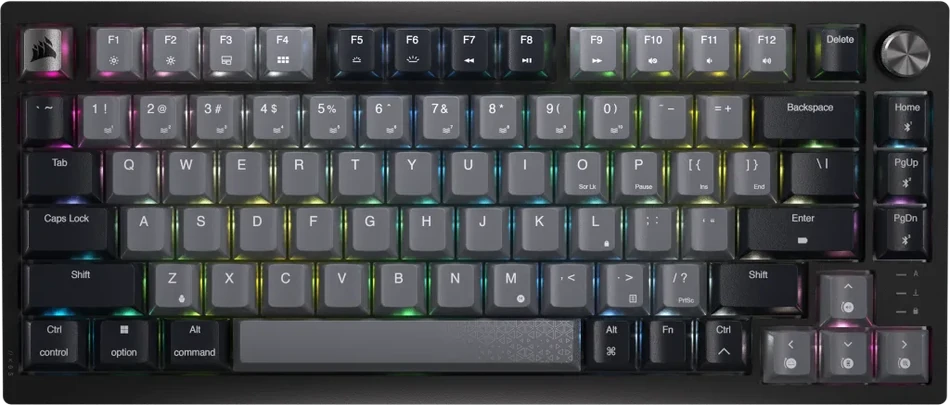 F1 F2 F3 F4 F5 F6 F7 F8 F9 F10 F11 F12 Delete
` ~ 1 ! 2 @ 3 # 4 $ 5 % 6 ^ 7 & 8 * 9 ( 0 ) - _ = + Backspace Home
Tab Q W E R T Y U I O P [ { ] } \ | PgUp
Scr Lk Pause Ins End
Caps Lock A S D F G H J K L ; : ' " Enter PgDn
Shift Z X C V B N M , < . > / ? Shift
PrtSc
Ctrl Alt Alt Fn Ctrl
control option command ⌘